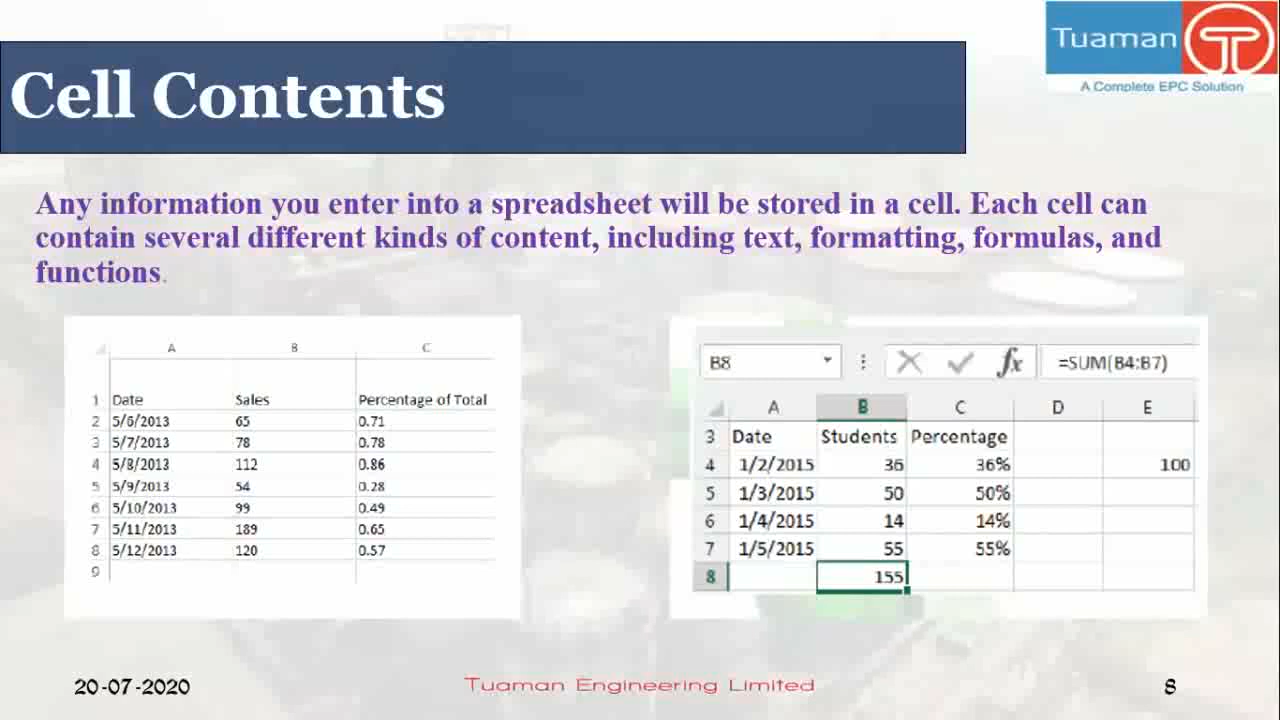 Tuaman
A Complete EPC Solution
Cell Contents
Any information you enter into a spreadsheet will be stored in a cell. Each cell can
contain several different kinds of content, including text, formatting, formulas, and
functions.
A B C
1 Date Sales Percentage of Total
2 5/6/2013 65 0.71
3 5/7/2013 78 0.78
4 5/8/2013 112 0.86
5 5/9/2013 54 0.28
6 5/10/2013 99 0.49
7 5/11/2013 189 0.65
8 5/12/2013 120 0.57
9
B8 fx =SUM(B4:B7)
A B C D E
3 Date Students Percentage
4 1/2/2015 36 36% 100
5 1/3/2015 50 50%
6 1/4/2015 14 14%
7 1/5/2015 55 55%
8 155
20-07-2020 Tuaman Engineering Limited 8